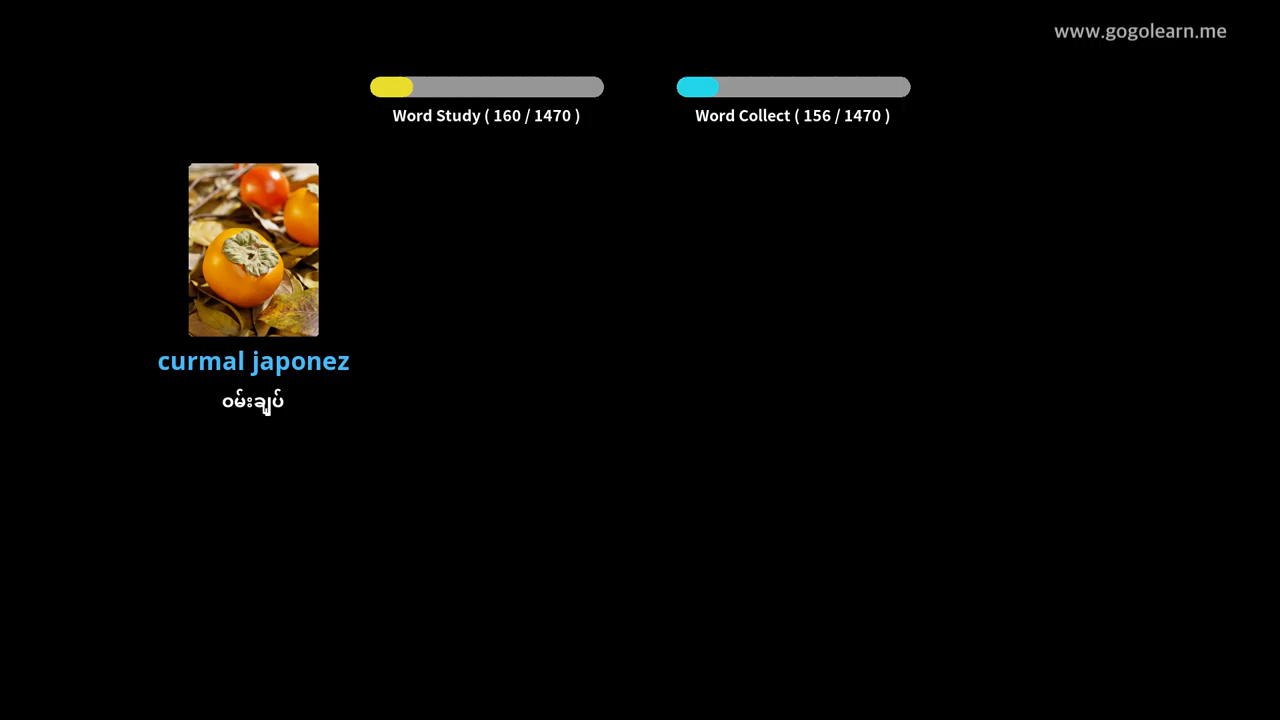 www.gogolearn.me
Word Study ( 160 / 1470 )
Word Collect ( 156 / 1470 )
curmal japonez
ဝမ်းချုပ်